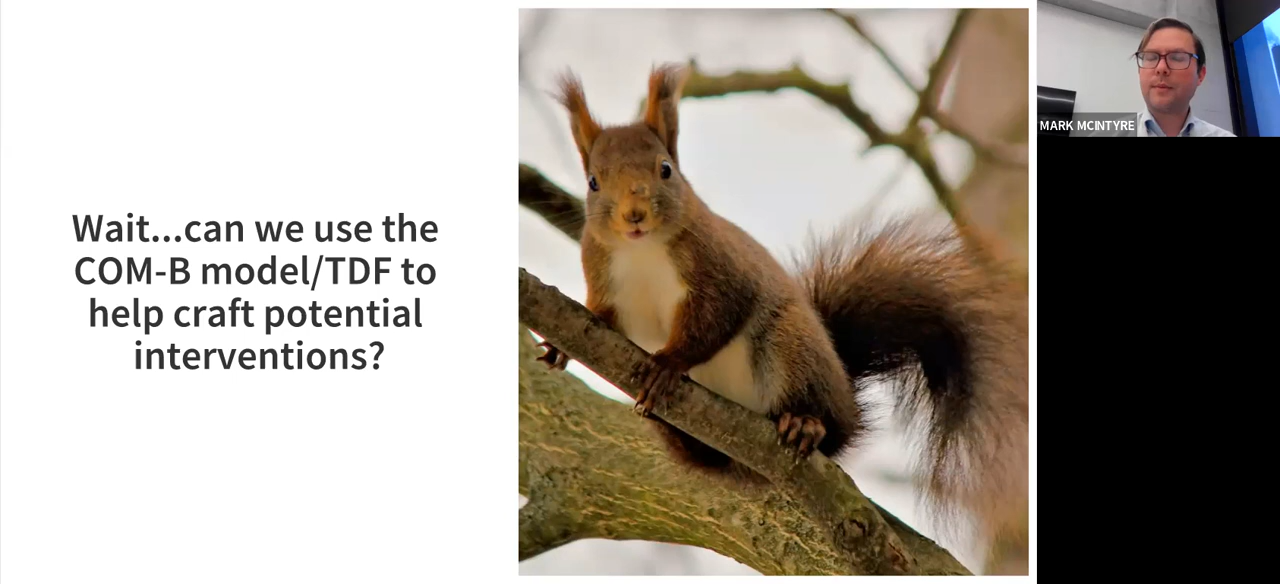 Wait...can we use the
COM-B model/TDF to
help craft potential
interventions?
MARK MCINTYRE